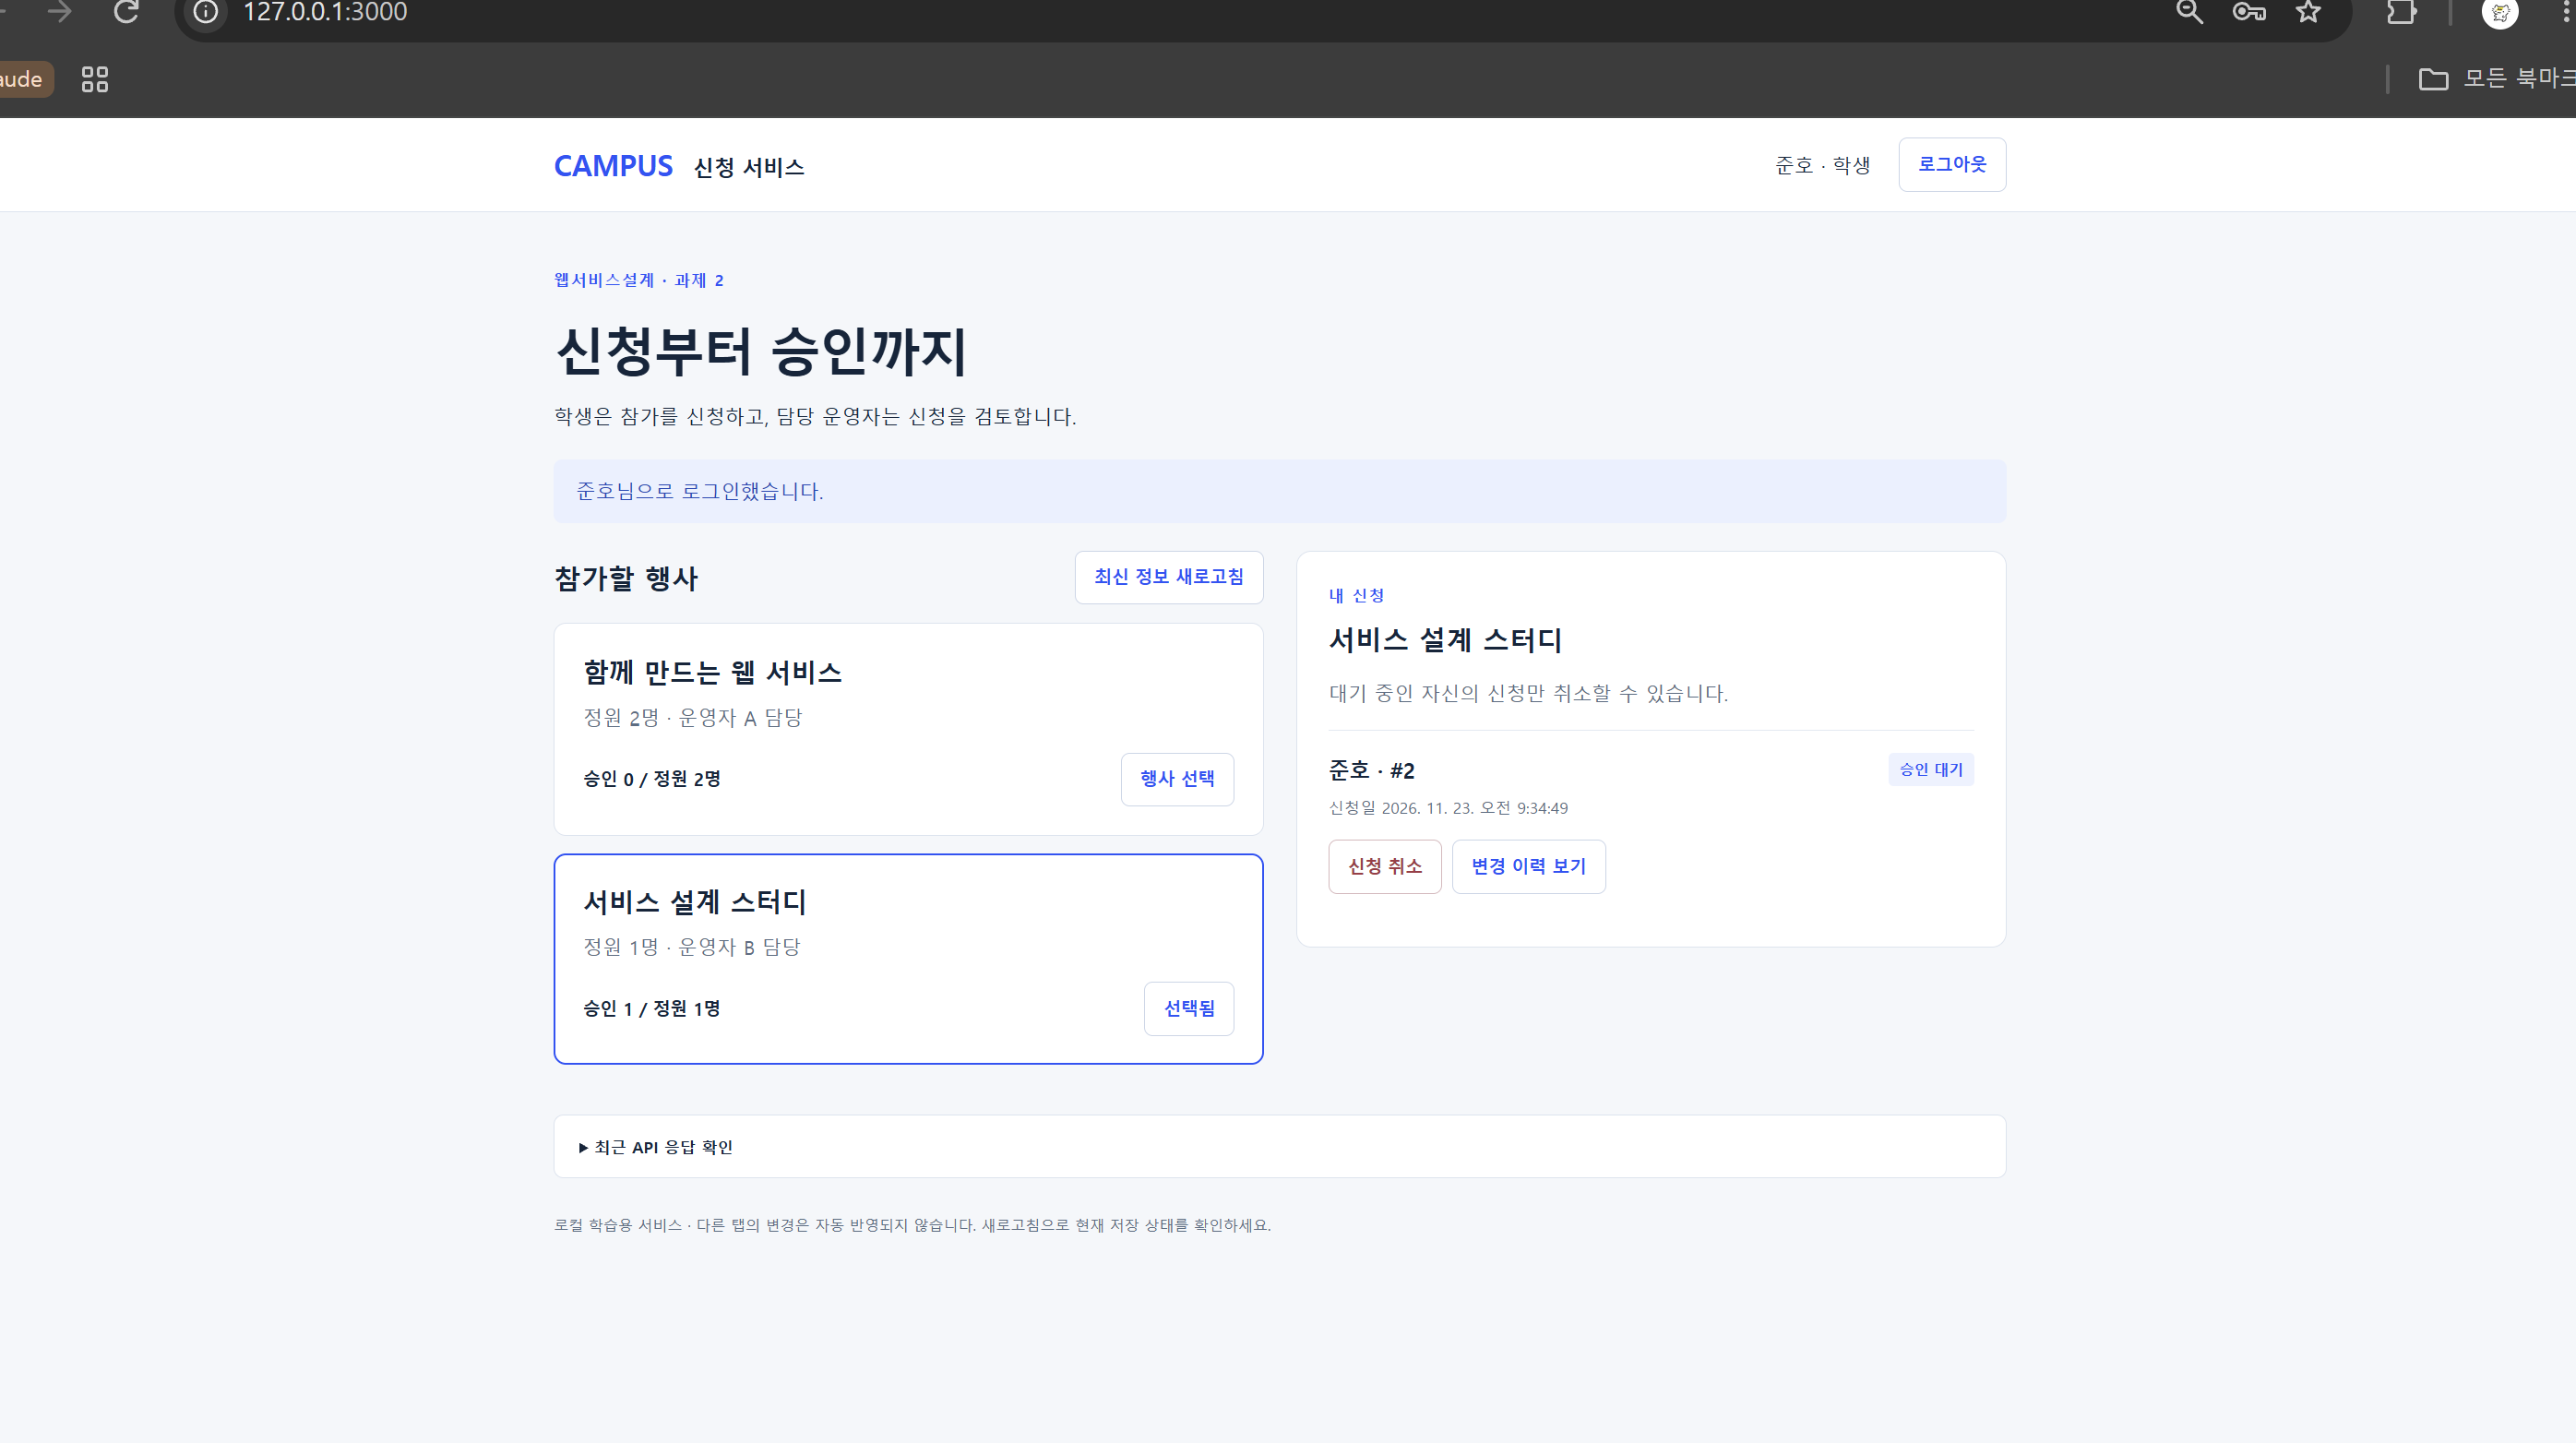 127.0.0.1:3000
aude
모든 북마크
CAMPUS 신청 서비스
준호 · 학생
로그아웃
웹서비스설계 · 과제 2
신청부터 승인까지
학생은 참가를 신청하고, 담당 운영자는 신청을 검토합니다.
준호님으로 로그인했습니다.
참가할 행사
최신 정보 새로고침
함께 만드는 웹 서비스
정원 2명 · 운영자 A 담당
승인 0 / 정원 2명
행사 선택
서비스 설계 스터디
정원 1명 · 운영자 B 담당
승인 1 / 정원 1명
선택됨
내 신청
서비스 설계 스터디
대기 중인 자신의 신청만 취소할 수 있습니다.
준호 · #2
승인 대기
신청일 2026. 11. 23. 오전 9:34:49
신청 취소
변경 이력 보기
▶ 최근 API 응답 확인
로컬 학습용 서비스 · 다른 탭의 변경은 자동 반영되지 않습니다. 새로고침으로 현재 저장 상태를 확인하세요.